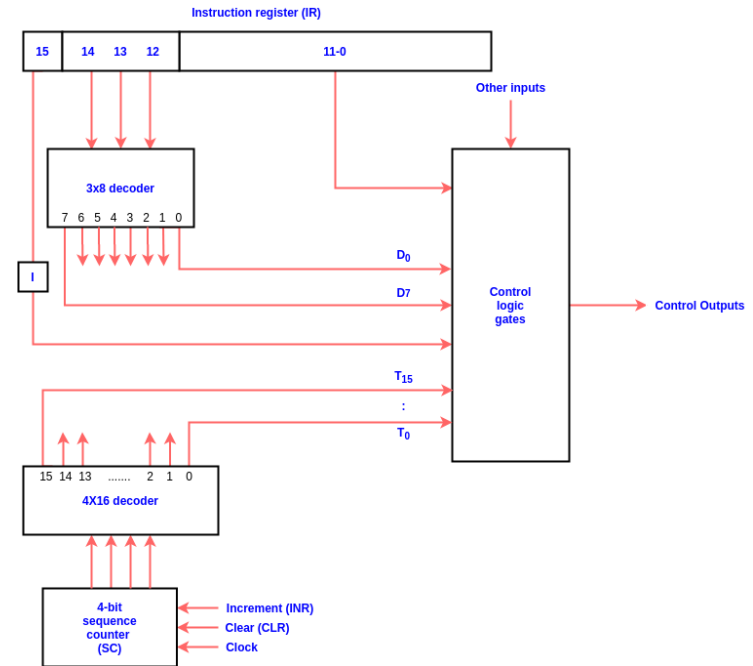 Instruction register (IR)
15 14 13 12 11-0
Other inputs
3x8 decoder
7 6 5 4 3 2 1 0
D0
I
D7
Control
logic
gates
Control Outputs
T15
:
T0
15 14 13 ....... 2 1 0
4X16 decoder
4-bit
sequence
counter
(SC)
Increment (INR)
Clear (CLR)
Clock